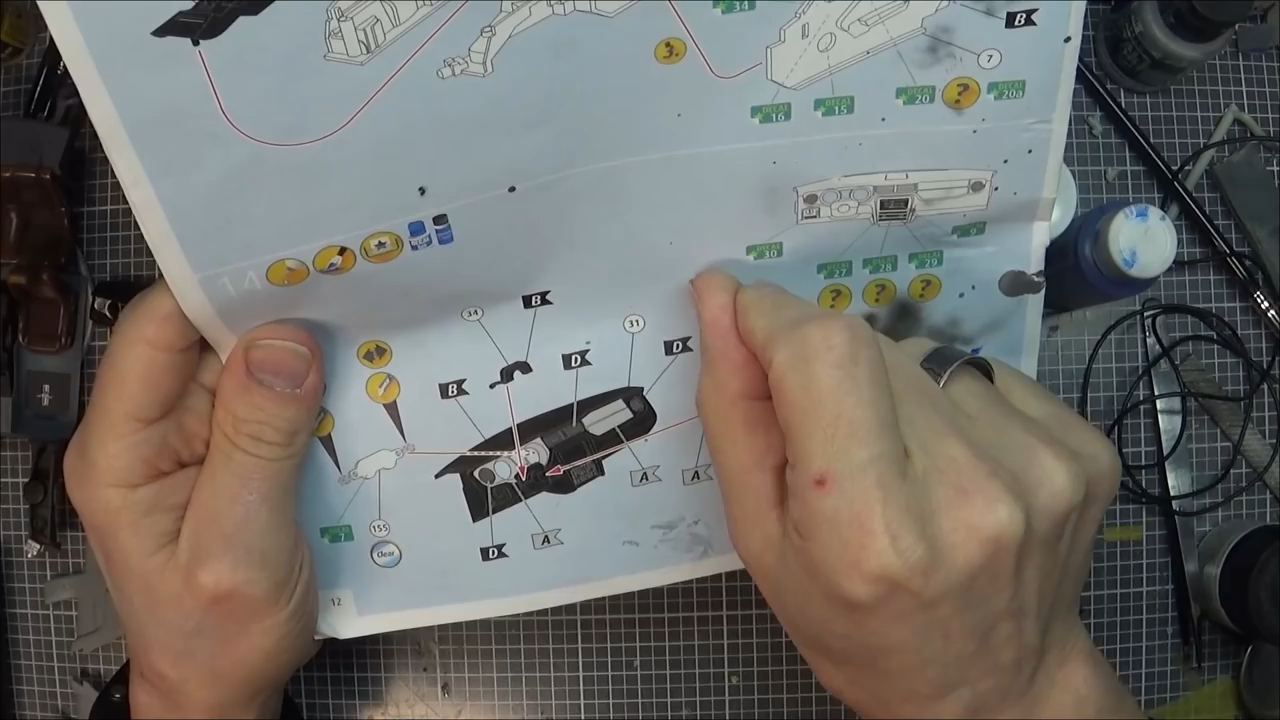 DECAL 34
B
3.
7
DECAL 16
DECAL 15
DECAL 20
?
DECAL 20a
14
DECAL 30
DECAL 27
DECAL 28
DECAL 29
9
? ? ?
34
B
31
D
D
B
A
A
DECAL 1
155
Clear
D
A
12